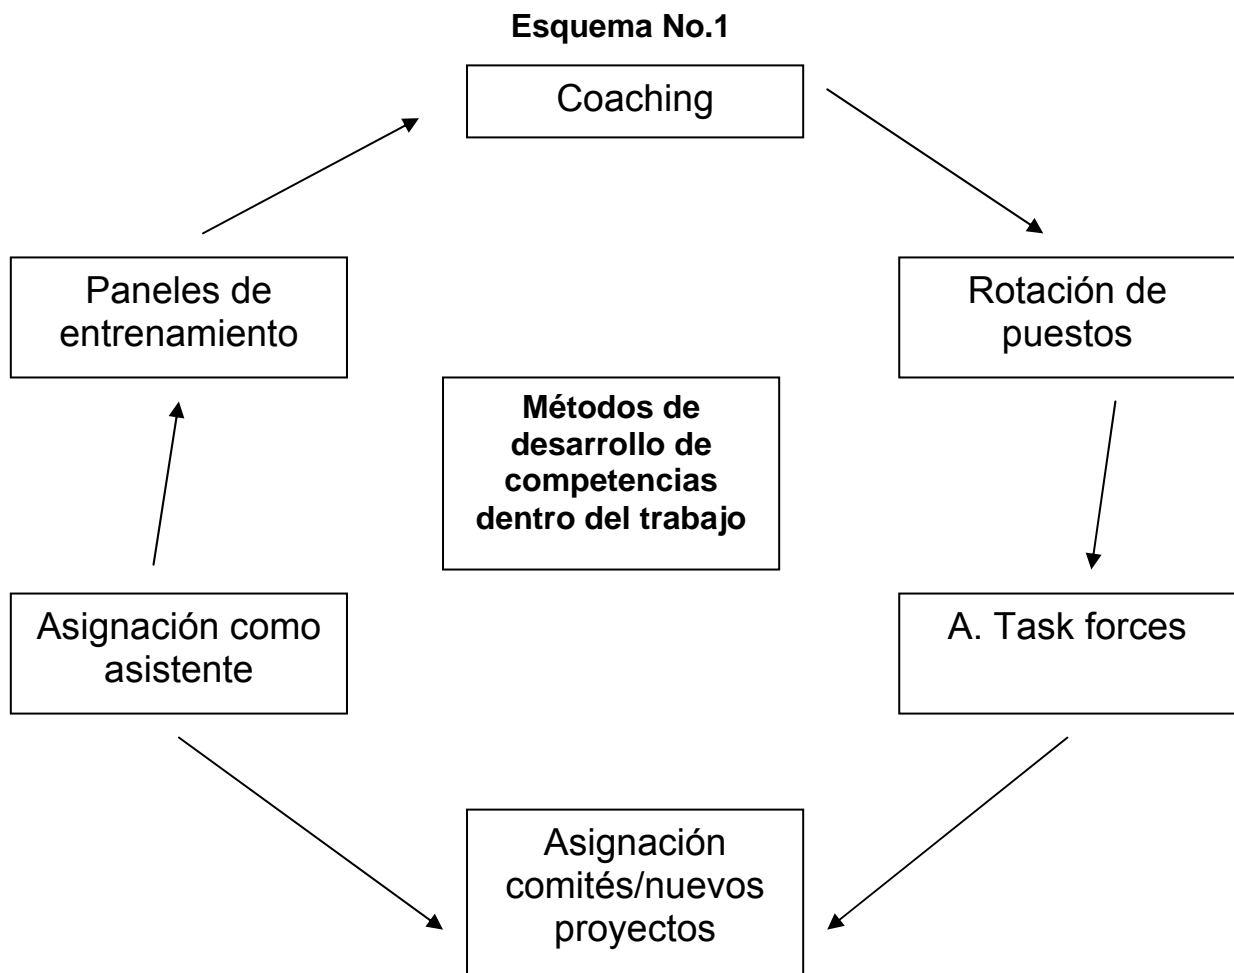 Esquema No.1
Coaching
Paneles de
entrenamiento
Rotación de
puestos
Métodos de
desarrollo de
competencias
dentro del trabajo
Asignación como
asistente
A. Task forces
Asignación
comités/nuevos
proyectos